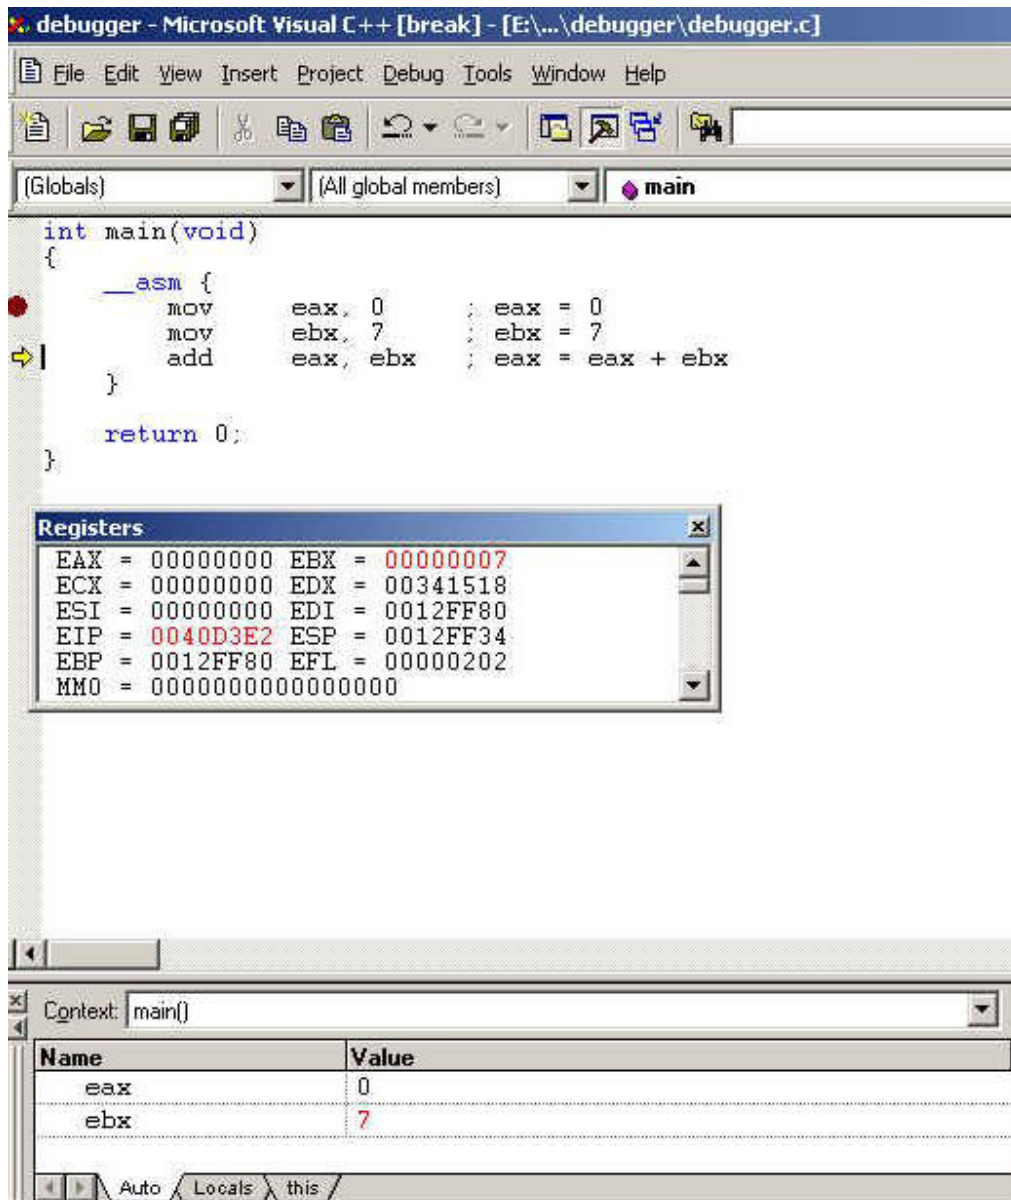 debugger - Microsoft Visual C++ [break] - [E:\...\debugger\debugger.c]
File Edit View Insert Project Debug Tools Window Help
(Globals) (All global members) main
int main(void)
{
__asm {
mov eax, 0 ; eax = 0
mov ebx, 7 ; ebx = 7
add eax, ebx ; eax = eax + ebx
}
return 0;
}
Registers
EAX = 00000000 EBX = 00000007
ECX = 00000000 EDX = 00341518
ESI = 00000000 EDI = 0012FF80
EIP = 0040D3E2 ESP = 0012FF34
EBP = 0012FF80 EFL = 00000202
MM0 = 0000000000000000
Context: main()
Name Value
eax 0
ebx 7
Auto Locals this